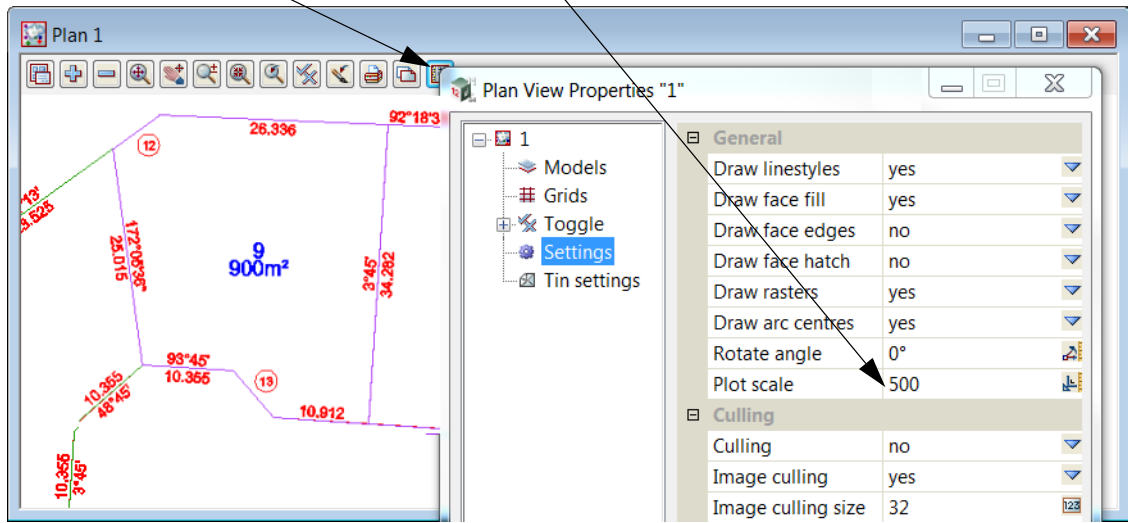 Plan 1
Plan View Properties "1"
92°18'3
26.336
12
13'
3.525
172°05'36"
25.015
9
900m²
3°45'
34.282
93°45'
10.355
13
10.355
48°45'
10.912
10.355
3°45'
1
Models
Grids
Toggle
Settings
Tin settings
General
Draw linestyles yes
Draw face fill yes
Draw face edges no
Draw face hatch no
Draw rasters yes
Draw arc centres yes
Rotate angle 0°
Plot scale 500
Culling
Culling no
Image culling yes
Image culling size 32
123